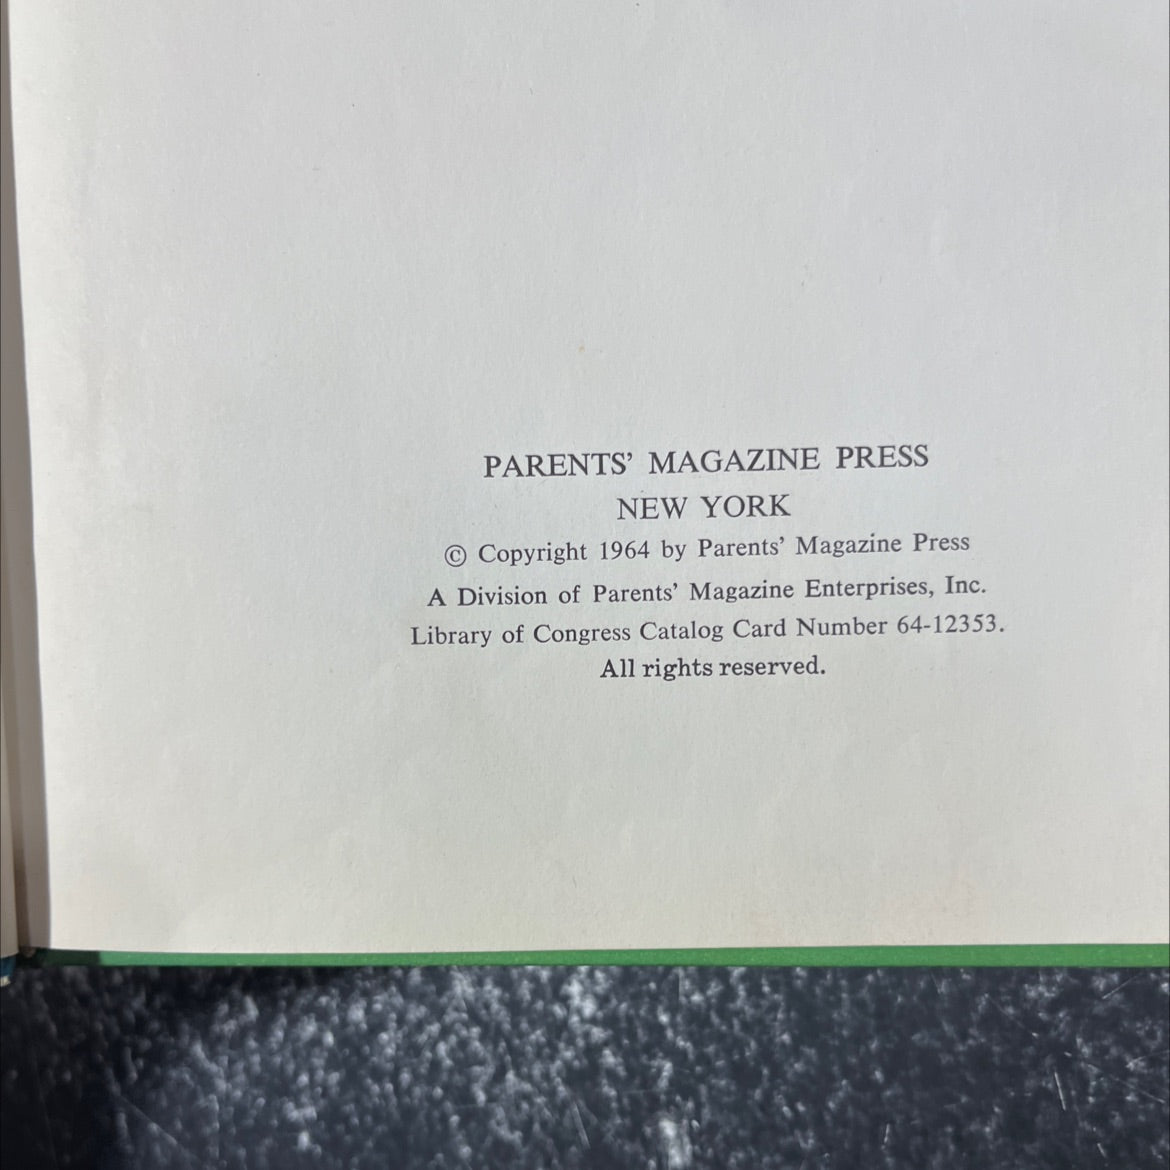 PARENTS’ MAGAZINE PRESS
NEW YORK
© Copyright 1964 by Parents’ Magazine Press
A Division of Parents’ Magazine Enterprises, Inc.
Library of Congress Catalog Card Number 64-12353.
All rights reserved.